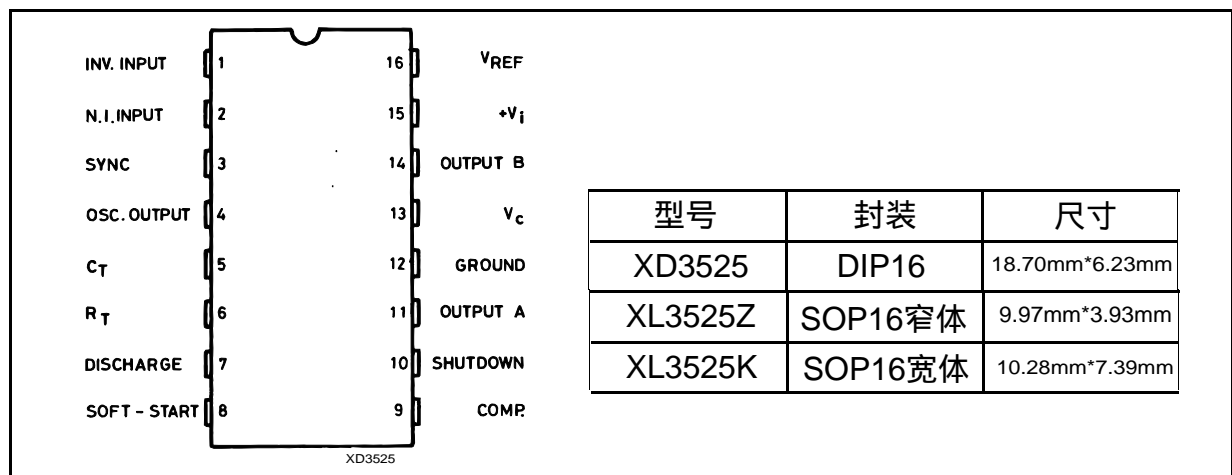 INV. INPUT 1 16 VREF
N.I.INPUT 2 15 +Vi
SYNC 3 14 OUTPUT B
OSC. OUTPUT 4 13 Vc
CT 5 12 GROUND
RT 6 11 OUTPUT A
DISCHARGE 7 10 SHUTDOWN
SOFT - START 8 9 COMP.
XD3525
型号 封装 尺寸
XD3525 DIP16 18.70mm*6.23mm
XL3525Z SOP16窄体 9.97mm*3.93mm
XL3525K SOP16宽体 10.28mm*7.39mm